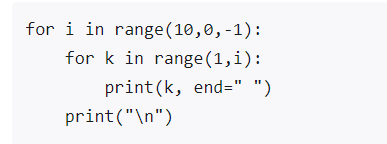 for i in range(10,0,-1):
    for k in range(1,i):
        print(k, end=" ")
    print("\n")